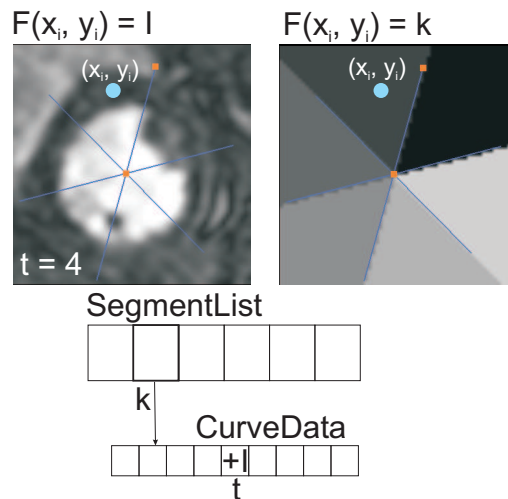 F(xᵢ, yᵢ) = I
F(xᵢ, yᵢ) = k
(xᵢ, yᵢ)
(xᵢ, yᵢ)
t = 4
SegmentList
k
CurveData
+I
t